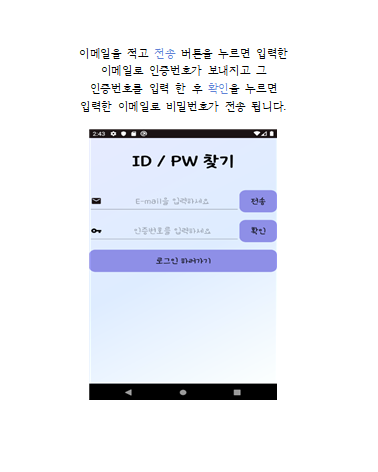 이메일을 적고 전송 버튼을 누르면 입력한
이메일로 인증번호가 보내지고 그
인증번호를 입력 한 후 확인을 누르면
입력한 이메일로 비밀번호가 전송 됩니다.
2:43
ID / PW 찾기
E-mail을 입력하세요 전송
인증번호를 입력하세요 확인
로그인 하러가기